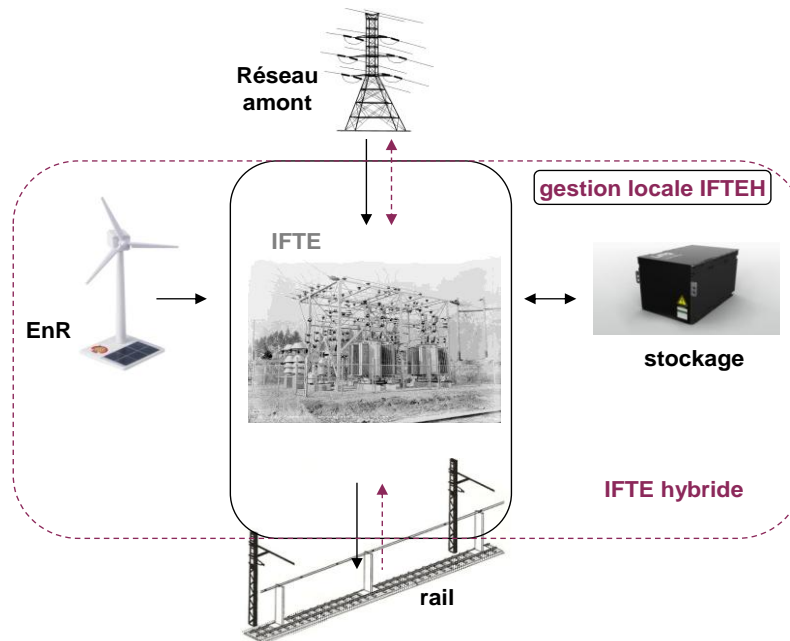 Réseau
amont
gestion locale IFTEH
IFTE
EnR
stockage
IFTE hybride
rail